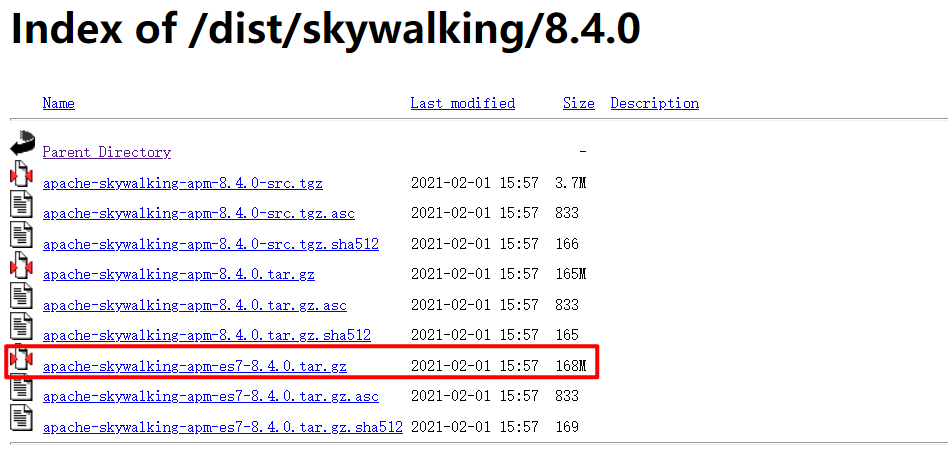 Index of /dist/skywalking/8.4.0
Name Last modified Size Description
Parent Directory -
apache-skywalking-apm-8.4.0-src.tgz 2021-02-01 15:57 3.7M
apache-skywalking-apm-8.4.0-src.tgz.asc 2021-02-01 15:57 833
apache-skywalking-apm-8.4.0-src.tgz.sha512 2021-02-01 15:57 166
apache-skywalking-apm-8.4.0.tar.gz 2021-02-01 15:57 165M
apache-skywalking-apm-8.4.0.tar.gz.asc 2021-02-01 15:57 833
apache-skywalking-apm-8.4.0.tar.gz.sha512 2021-02-01 15:57 165
apache-skywalking-apm-es7-8.4.0.tar.gz 2021-02-01 15:57 168M
apache-skywalking-apm-es7-8.4.0.tar.gz.asc 2021-02-01 15:57 833
apache-skywalking-apm-es7-8.4.0.tar.gz.sha512 2021-02-01 15:57 169